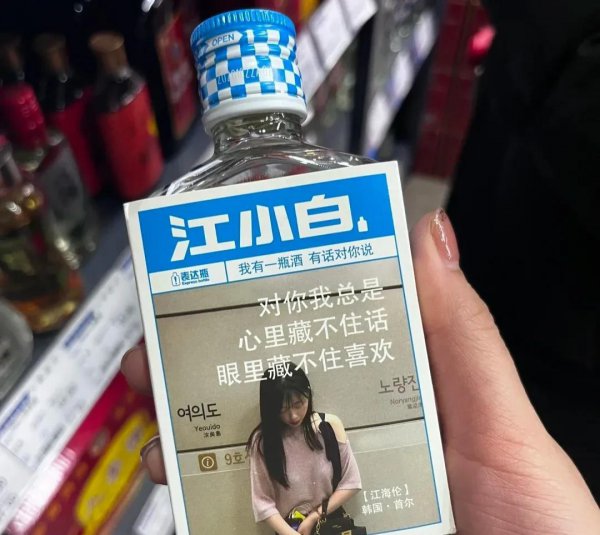 OPEN
江小白.
表达瓶
Express bottle
我有一瓶酒 有话对你说
对你我总是
心里藏不住话
眼里藏不住喜欢
여의도
Yeouido
노량진
9호
【江海伦】
韩国·首尔